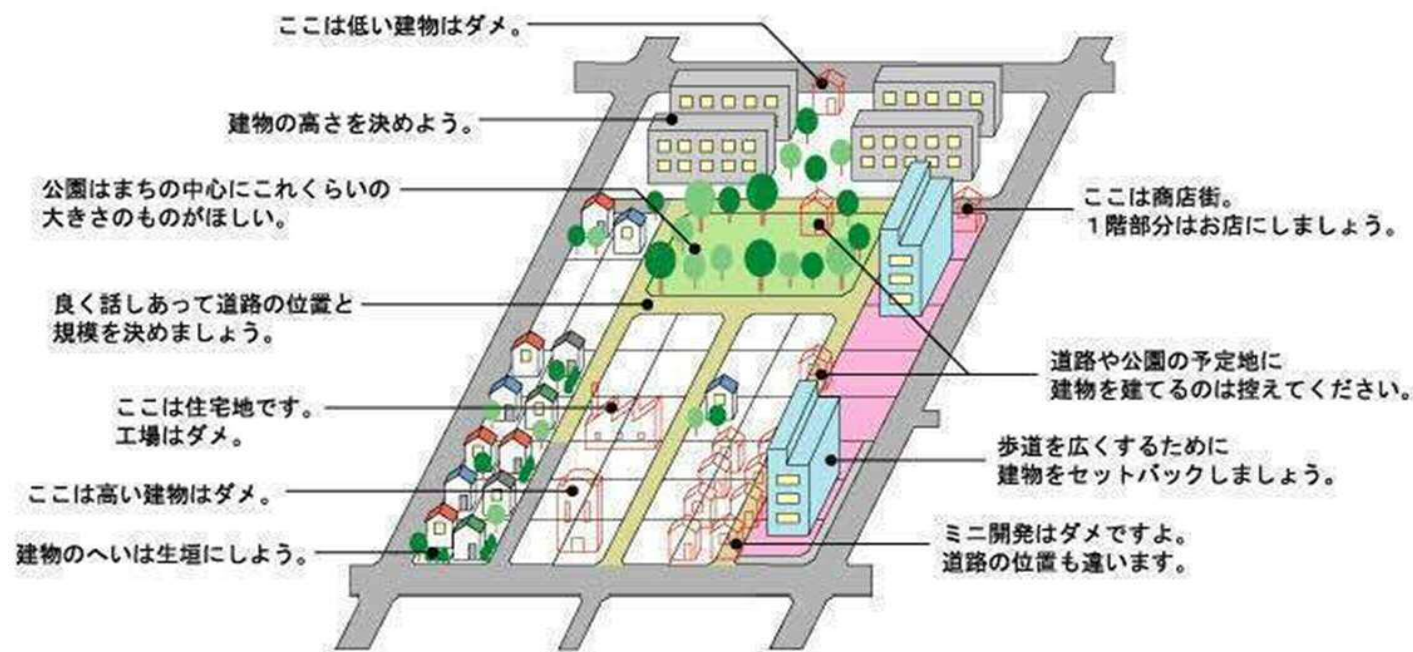 ここは低い建物はダメ。
建物の高さを決めよう。
公園はまちの中心にこれくらいの
大きさのものがほしい。
ここは商店街。
１階部分はお店にしましょう。
良く話しあって道路の位置と
規模を決めましょう。
道路や公園の予定地に
建物を建てるのは控えてください。
ここは住宅地です。
工場はダメ。
歩道を広くするために
建物をセットバックしましょう。
ここは高い建物はダメ。
ミニ開発はダメですよ。
道路の位置も違います。
建物のへいは生垣にしよう。